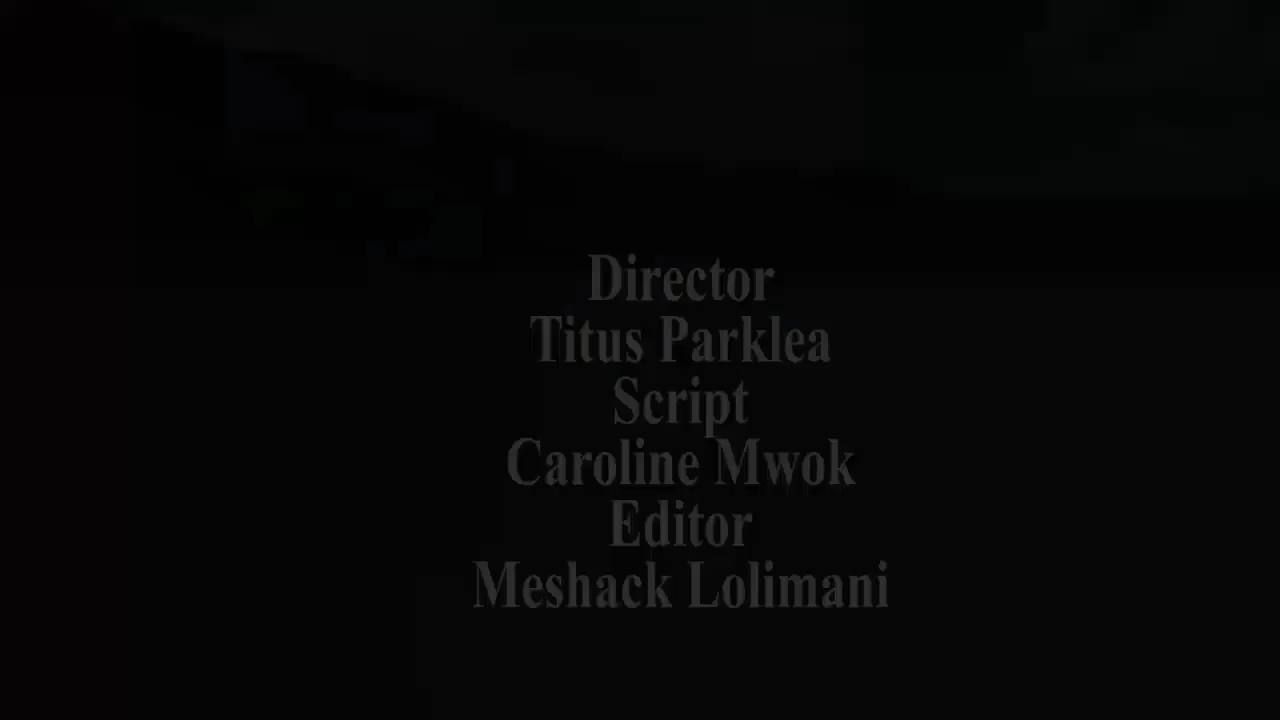 Director
Titus Parklea
Script
Caroline Mwok
Editor
Meshack Lolimani